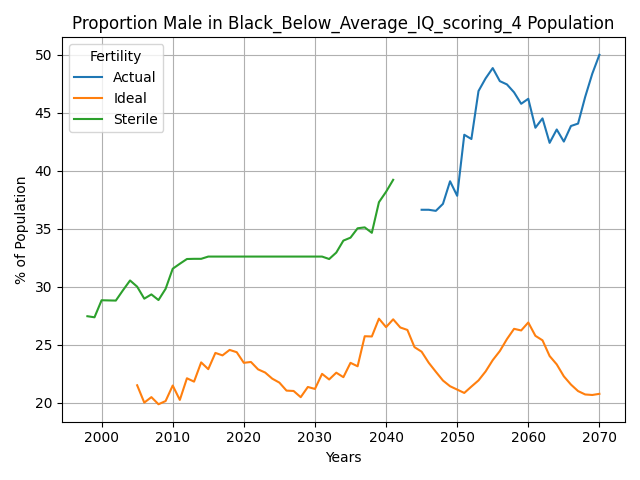 Proportion Male in Black_Below_Average_IQ_scoring_4 Population
Fertility
Actual
Ideal
Sterile
% of Population
50
45
40
35
30
25
20
2000
2010
2020
2030
2040
2050
2060
2070
Years